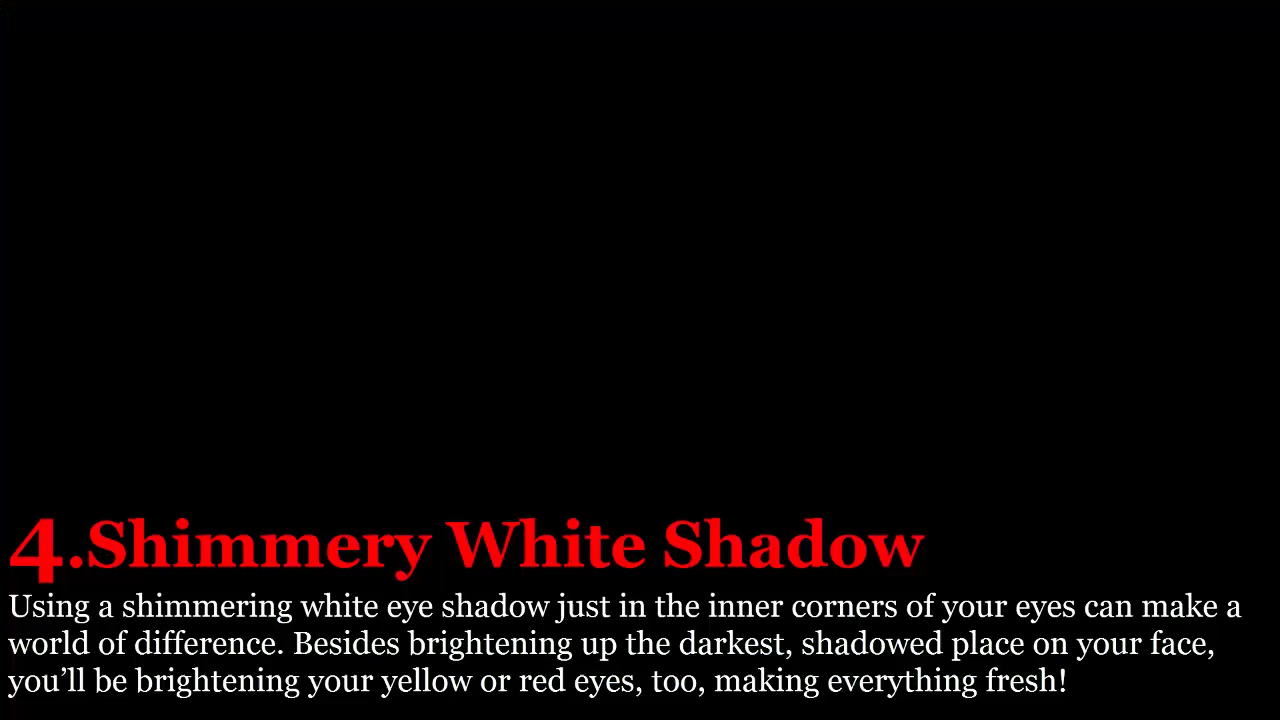 4.Shimmery White Shadow
Using a shimmering white eye shadow just in the inner corners of your eyes can make a
world of difference. Besides brightening up the darkest, shadowed place on your face,
you’ll be brightening your yellow or red eyes, too, making everything fresh!